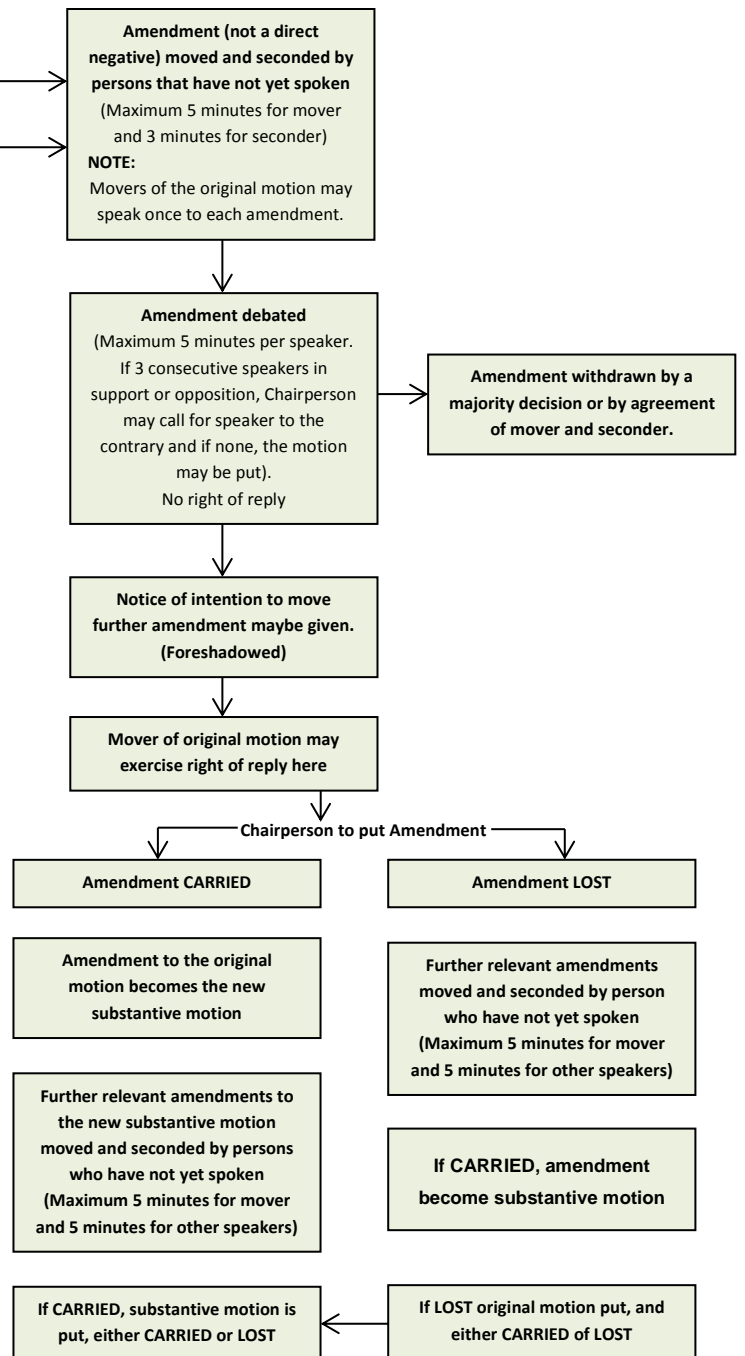 Amendment (not a direct
negative) moved and seconded by
persons that have not yet spoken
(Maximum 5 minutes for mover
and 3 minutes for seconder)
NOTE:
Movers of the original motion may
speak once to each amendment.
Amendment debated
(Maximum 5 minutes per speaker.
If 3 consecutive speakers in
support or opposition, Chairperson
may call for speaker to the
contrary and if none, the motion
may be put).
No right of reply
Amendment withdrawn by a
majority decision or by agreement
of mover and seconder.
Notice of intention to move
further amendment maybe given.
(Foreshadowed)
Mover of original motion may
exercise right of reply here
Chairperson to put Amendment
Amendment CARRIED
Amendment to the original
motion becomes the new
substantive motion
Further relevant amendments to
the new substantive motion
moved and seconded by persons
who have not yet spoken
(Maximum 5 minutes for mover
and 5 minutes for other speakers)
If CARRIED, substantive motion is
put, either CARRIED or LOST
Amendment LOST
Further relevant amendments
moved and seconded by person
who have not yet spoken
(Maximum 5 minutes for mover
and 5 minutes for other speakers)
If CARRIED, amendment
become substantive motion
If LOST original motion put, and
either CARRIED of LOST